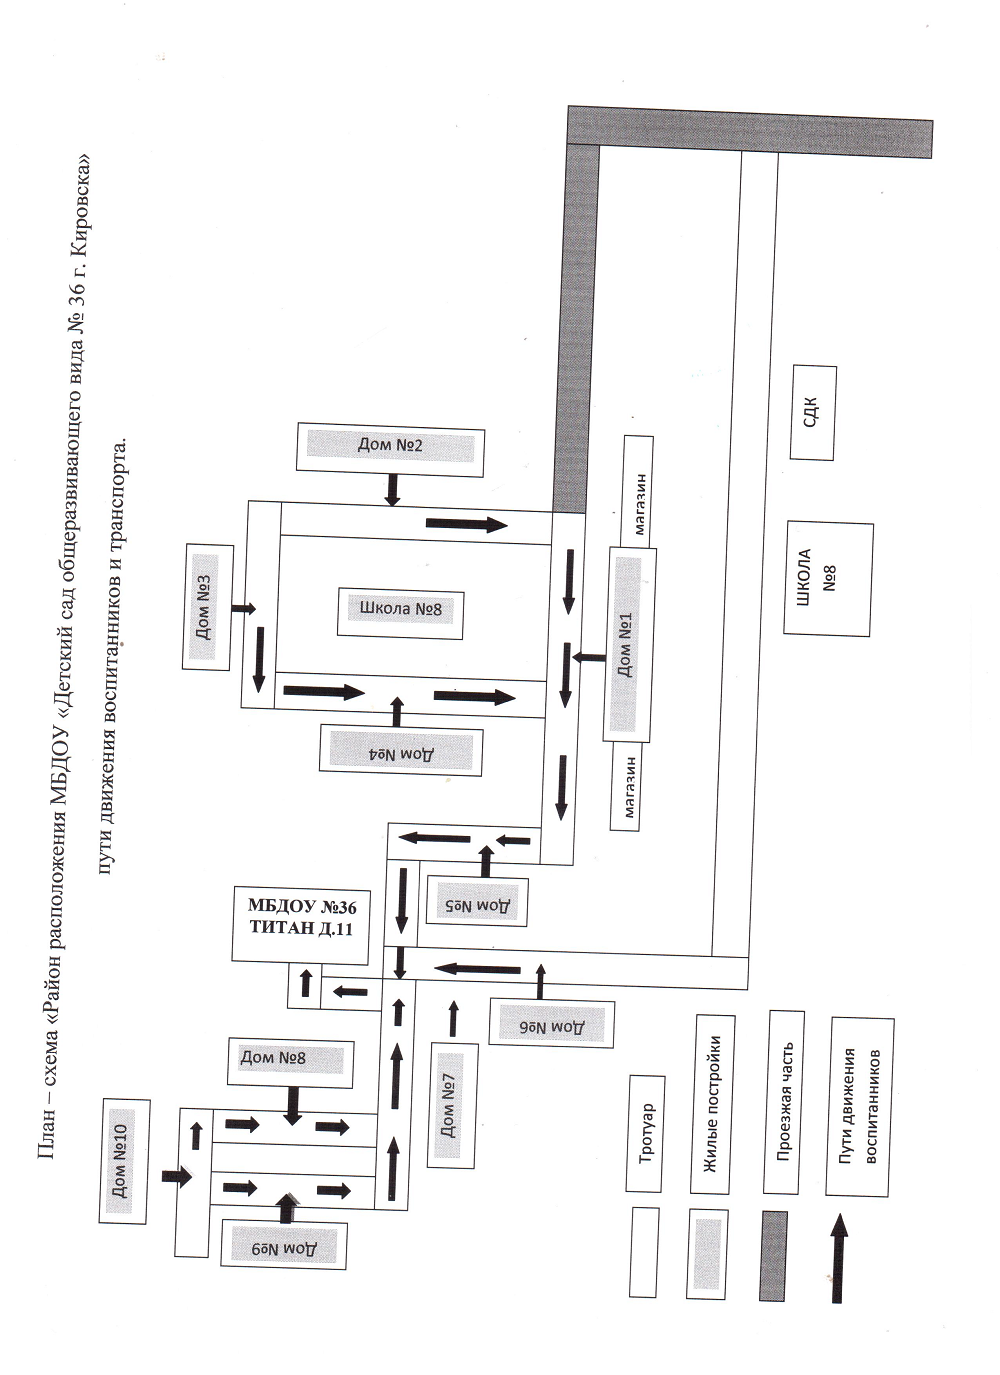 План – схема «Район расположения МБДОУ «Детский сад общеразвивающего вида № 36 г. Кировска»
пути движения воспитанников и транспорта.
Дом №10
Дом №9
Дом №8
Дом №7
МБДОУ №36
ТИТАН Д.11
Дом №6
Дом №5
Дом №4
Дом №3
Школа №8
Дом №2
магазин
Дом №1
магазин
ШКОЛА
№8
СДК
Тротуар
Жилые постройки
Проезжая часть
Пути движения
воспитанников